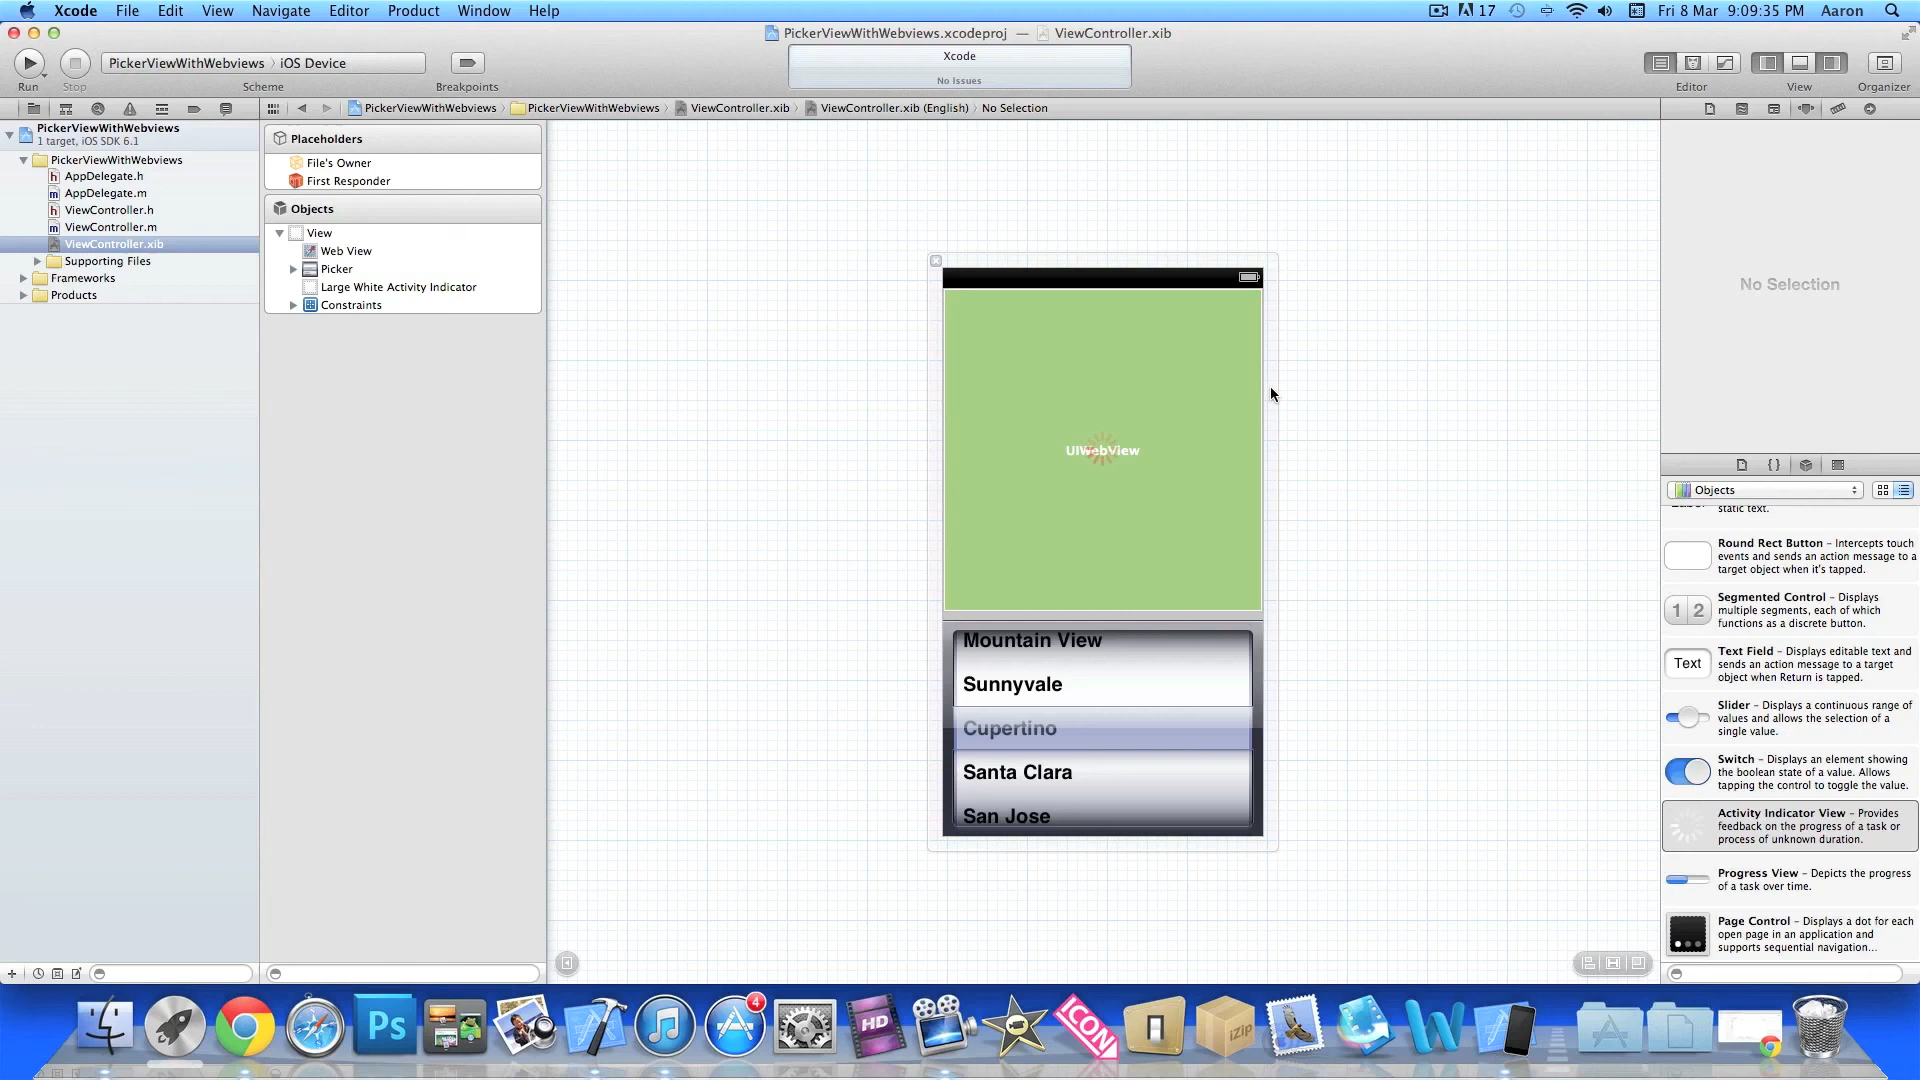 Xcode File Edit View Navigate Editor Product Window Help
17 Fri 8 Mar 9:09:35 PM Aaron
PickerViewWithWebviews.xcodeproj — ViewController.xib
PickerViewWithWebviews › iOS Device
Xcode
No Issues
Run Stop Scheme Breakpoints Editor View Organizer
PickerViewWithWebviews › PickerViewWithWebviews › ViewController.xib › ViewController.xib (English) › No Selection
PickerViewWithWebviews
1 target, iOS SDK 6.1
PickerViewWithWebviews
AppDelegate.h
AppDelegate.m
ViewController.h
ViewController.m
ViewController.xib
Supporting Files
Frameworks
Products
Placeholders
File's Owner
First Responder
Objects
View
Web View
Picker
Large White Activity Indicator
Constraints
UIWebView
Mountain View
Sunnyvale
Cupertino
Santa Clara
San Jose
No Selection
Objects
static text.
Round Rect Button – Intercepts touch
events and sends an action message to a
target object when it's tapped.
1 2
Segmented Control – Displays
multiple segments, each of which
functions as a discrete button.
Text
Text Field – Displays editable text and
sends an action message to a target
object when Return is tapped.
Slider – Displays a continuous range of
values and allows the selection of a
single value.
Switch – Displays an element showing
the boolean state of a value. Allows
tapping the control to toggle the value.
Activity Indicator View – Provides
feedback on the progress of a task or
process of unknown duration.
Progress View – Depicts the progress
of a task over time.
Page Control – Displays a dot for each
open page in an application and
supports sequential navigation...
Ps
4
HD
ICON
iZip
W